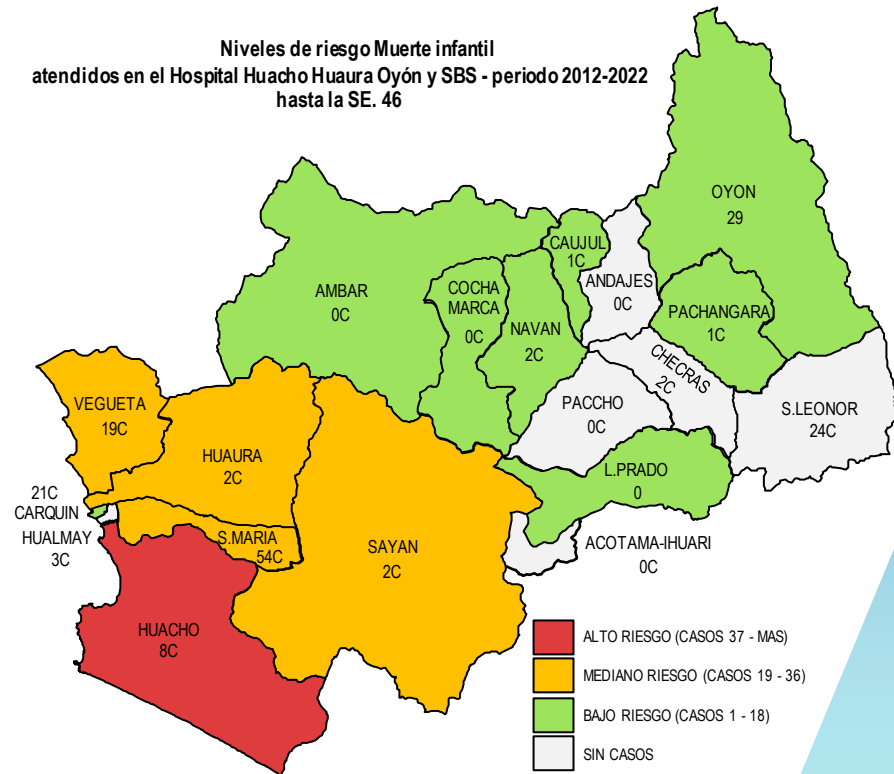 Niveles de riesgo Muerte infantil
atendidos en el Hospital Huacho Huaura Oyón y SBS - periodo 2012-2022
hasta la SE. 46
OYON
29
CAUJUL
1C
ANDAJES
0C
AMBAR
0C
COCHA
MARCA
0C
NAVAN
2C
PACHANGARA
1C
CHECRAS
2C
VEGUETA
19C
PACCHO
0C
S.LEONOR
24C
HUAURA
2C
L.PRADO
0
21C
CARQUIN
HUALMAY
3C
S.MARIA
54C
SAYAN
2C
ACOTAMA-IHUARI
0C
HUACHO
8C
ALTO RIESGO (CASOS 37 - MAS)
MEDIANO RIESGO (CASOS 19 - 36)
BAJO RIESGO (CASOS 1 - 18)
SIN CASOS